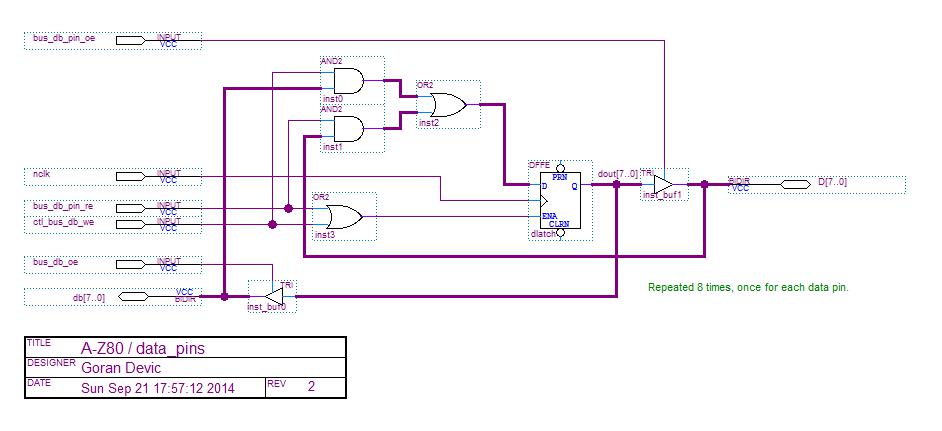 bus_db_pin_oe INPUT
VCC
AND2
inst0
OR2
AND2
inst2
inst1
nclk INPUT
VCC
DFFE
PRN
D Q
ENA
CLRN
dlatch
dout[7..0] TRI
inst_buf1
BIDIR
VCC
D[7..0]
bus_db_pin_re INPUT
VCC
ctl_bus_db_we INPUT
VCC
OR2
inst3
bus_db_oe INPUT
VCC
db[7..0] VCC
BIDIR
TRI
inst_buf0
Repeated 8 times, once for each data pin.
TITLE A-Z80 / data_pins
DESIGNER Goran Devic
DATE Sun Sep 21 17:57:12 2014 REV 2